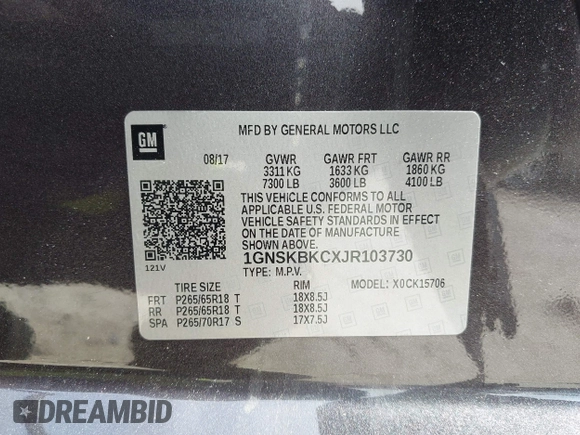 GM
MFD BY GENERAL MOTORS LLC
08/17 GVWR GAWR FRT GAWR RR
3311 KG 1633 KG 1860 KG
7300 LB 3600 LB 4100 LB
THIS VEHICLE CONFORMS TO ALL
APPLICABLE U.S. FEDERAL MOTOR
VEHICLE SAFETY STANDARDS IN EFFECT
ON THE DATE OF MANUFACTURE
SHOWN ABOVE.
1GNSKBKCXJR103730
121V
TYPE: M.P.V.
TIRE SIZE RIM MODEL: X0CK15706
FRT P265/65R18 T 18X8.5J
RR P265/65R18 T 18X8.5J
SPA P265/70R17 S 17X7.5J
DREAMBID